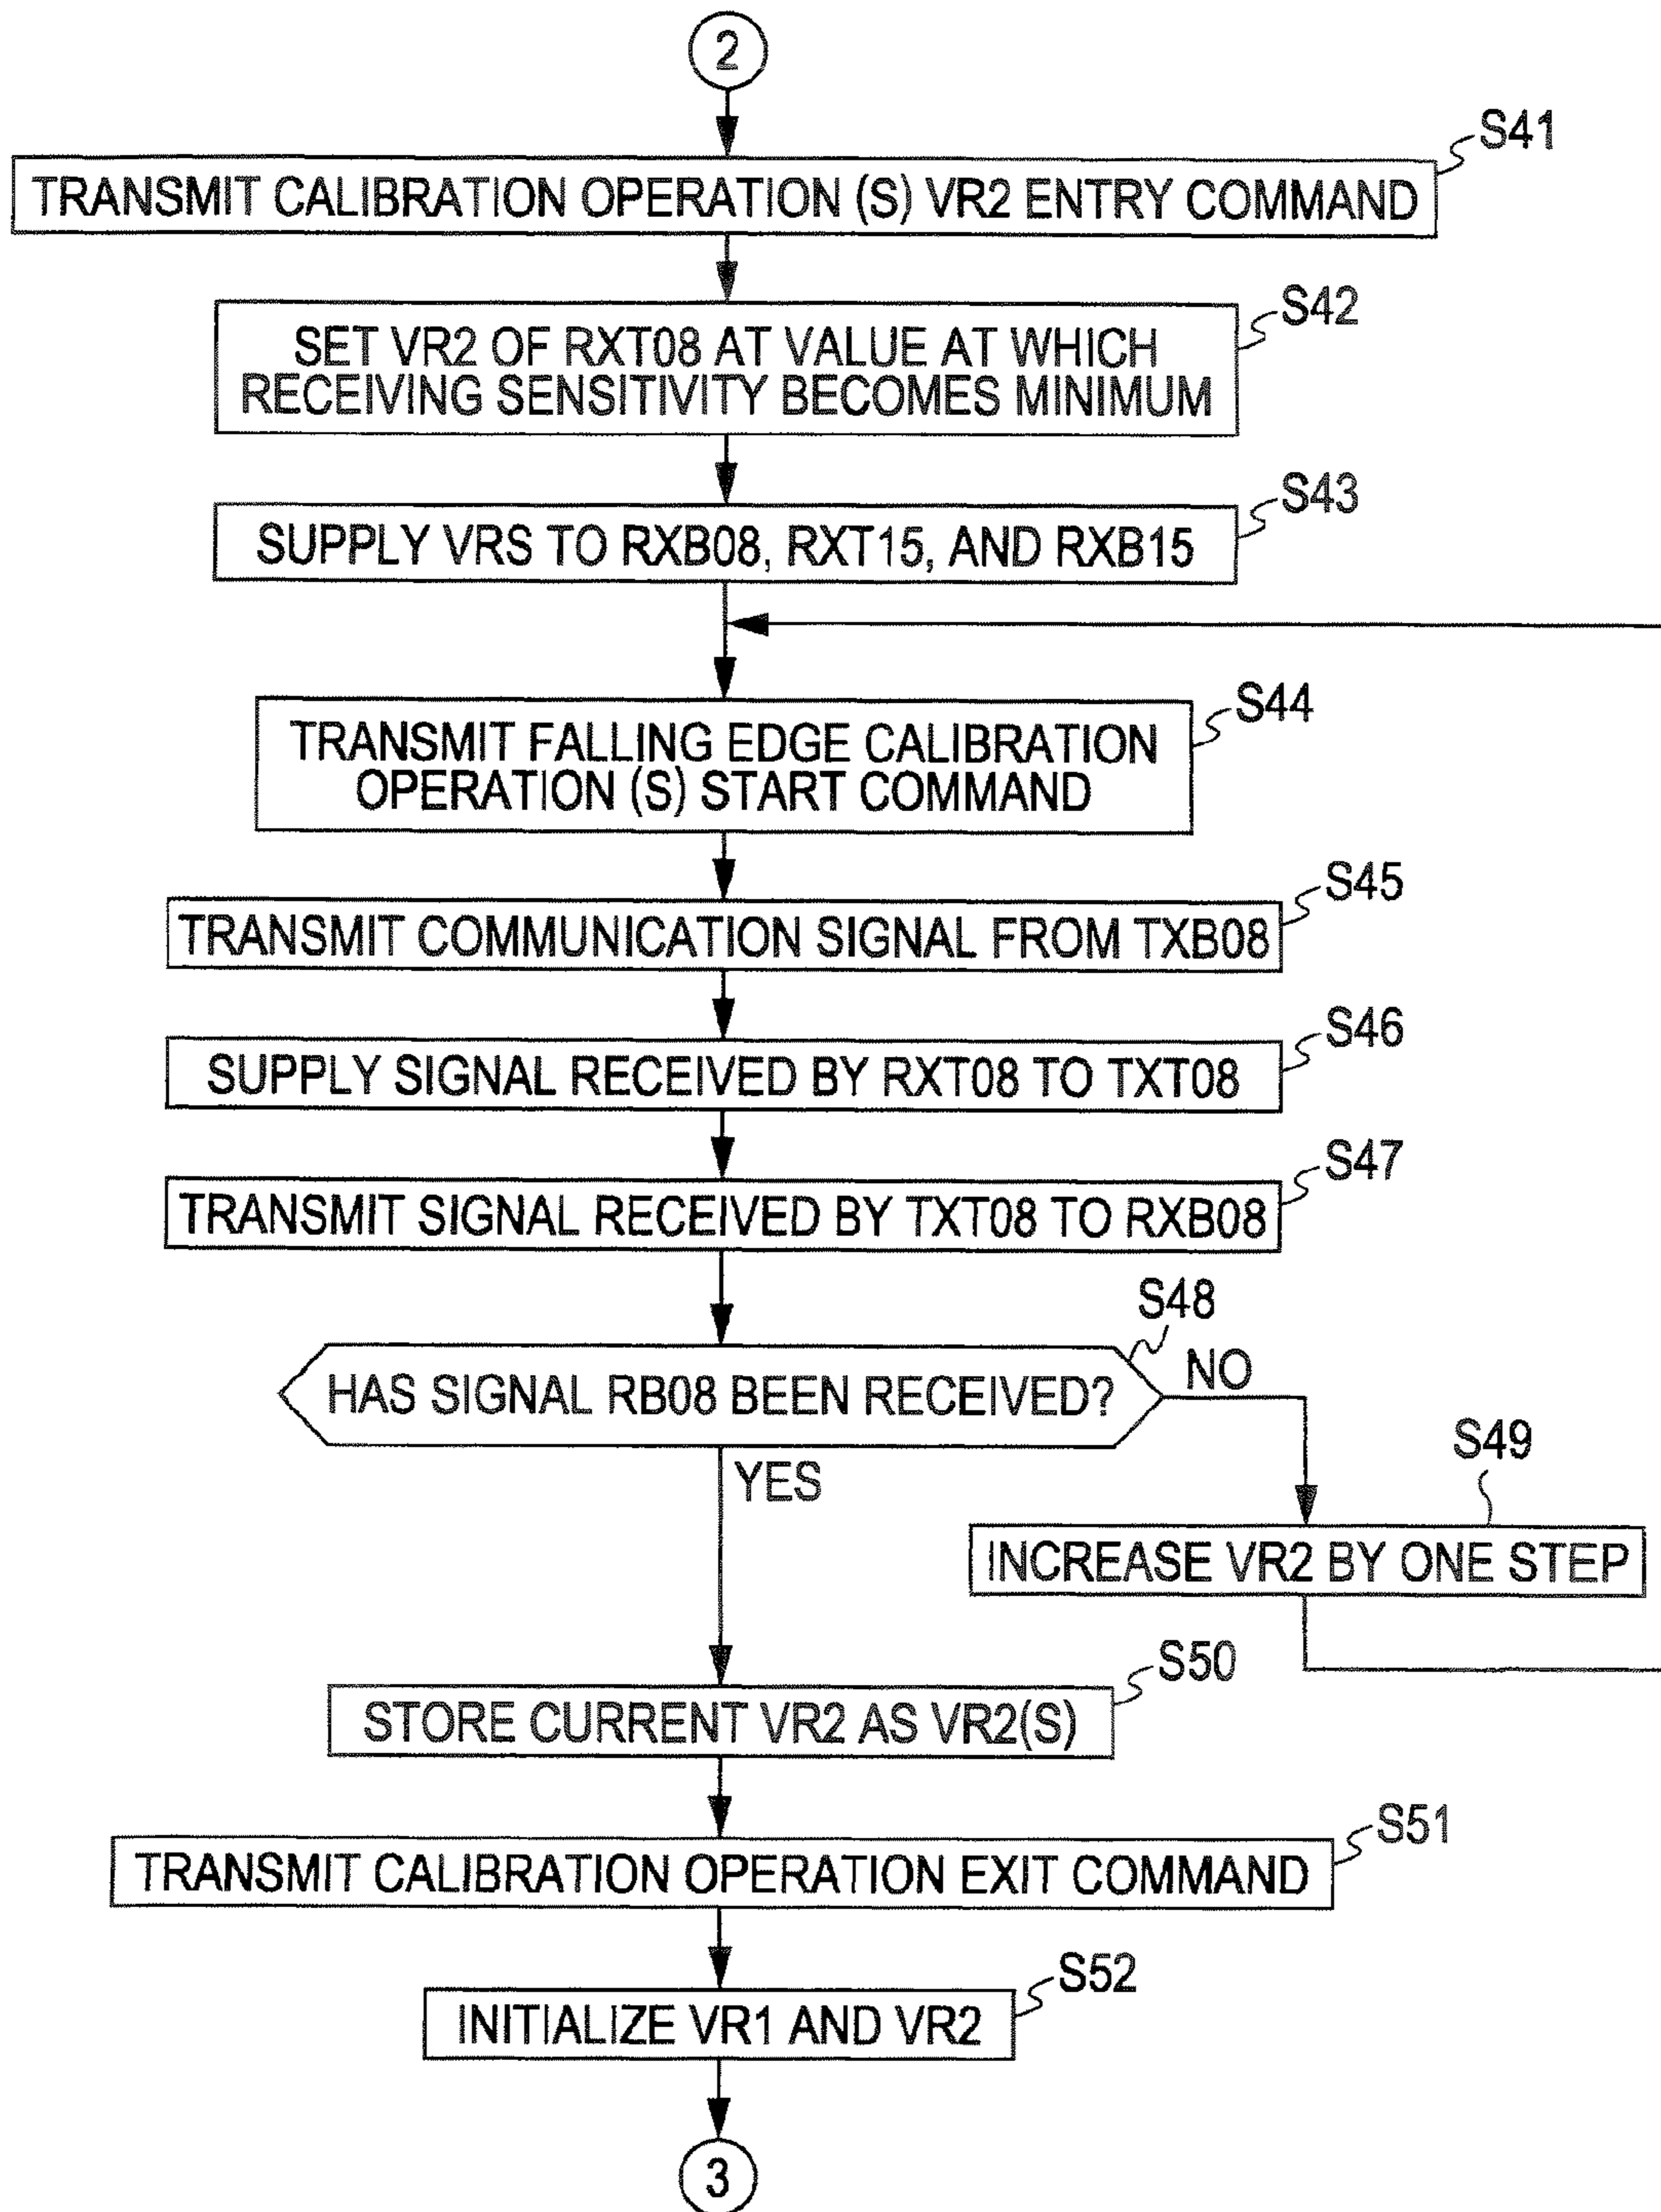 2
S41
TRANSMIT CALIBRATION OPERATION (S) VR2 ENTRY COMMAND
S42
SET VR2 OF RXT08 AT VALUE AT WHICH
RECEIVING SENSITIVITY BECOMES MINIMUM
S43
SUPPLY VRS TO RXB08, RXT15, AND RXB15
S44
TRANSMIT FALLING EDGE CALIBRATION
OPERATION (S) START COMMAND
S45
TRANSMIT COMMUNICATION SIGNAL FROM TXB08
S46
SUPPLY SIGNAL RECEIVED BY RXT08 TO TXT08
S47
TRANSMIT SIGNAL RECEIVED BY TXT08 TO RXB08
S48
HAS SIGNAL RB08 BEEN RECEIVED?
NO
YES
S49
INCREASE VR2 BY ONE STEP
S50
STORE CURRENT VR2 AS VR2(S)
S51
TRANSMIT CALIBRATION OPERATION EXIT COMMAND
S52
INITIALIZE VR1 AND VR2
3